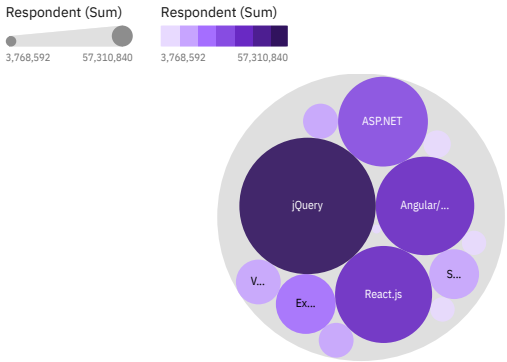 Respondent (Sum)
3,768,592 57,310,840
Respondent (Sum)
3,768,592 57,310,840
ASP.NET
jQuery
Angular/...
V...
S...
Ex...
React.js